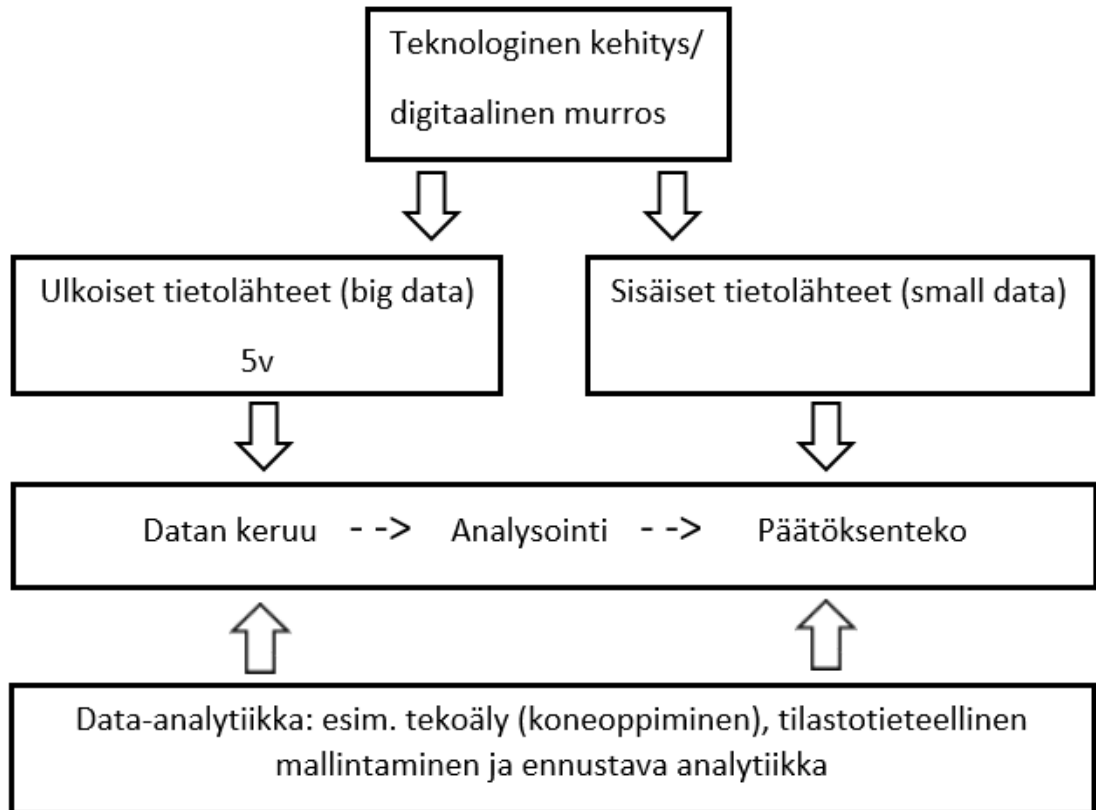 Teknologinen kehitys/
digitaalinen murros
Ulkoiset tietolähteet (big data)
5v
Sisäiset tietolähteet (small data)
Datan keruu - -> Analysointi - -> Päätöksenteko
Data-analytiikka: esim. tekoäly (koneoppiminen), tilastotieteellinen
mallintaminen ja ennustava analytiikka